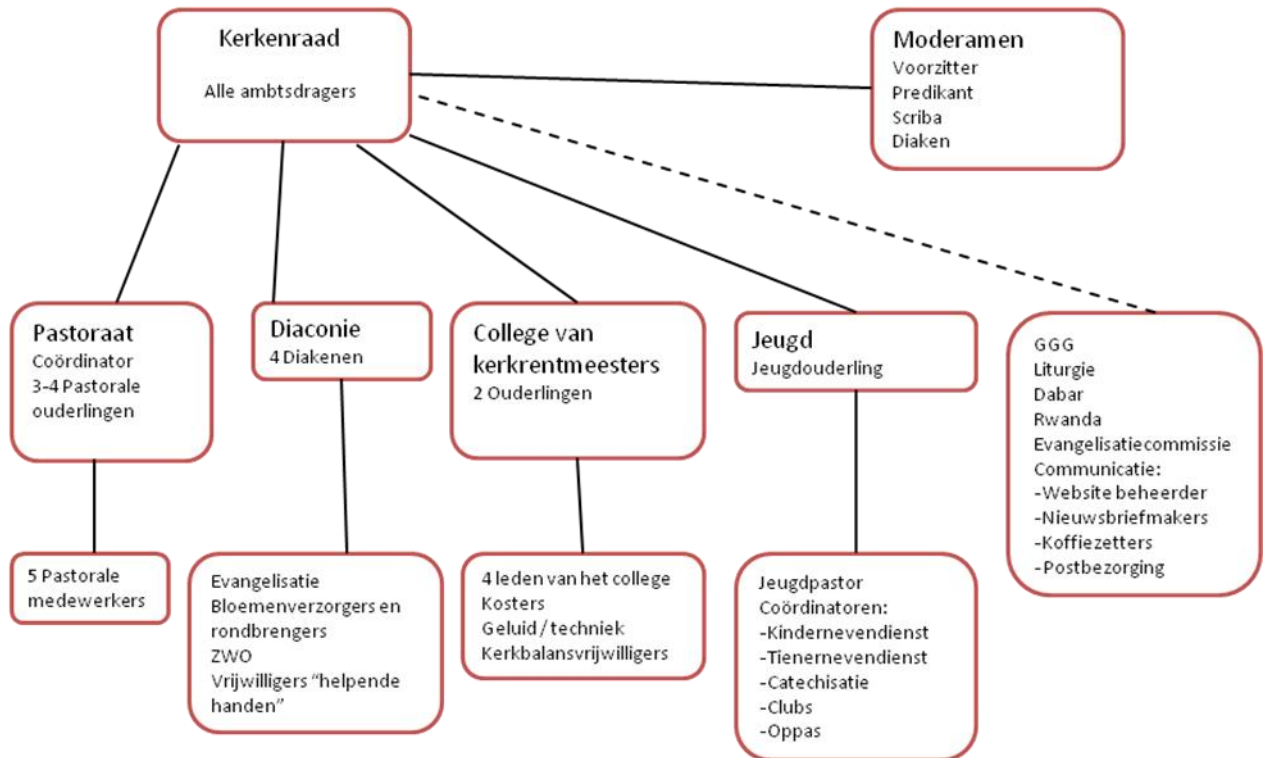 Kerkenraad
Alle ambtsdragers
Moderamen
Voorzitter
Predikant
Scriba
Diaken
Pastoraat
Coördinator
3-4 Pastorale
ouderlingen
Diaconie
4 Diakenen
College van
kerkrentmeesters
2 Ouderlingen
Jeugd
Jeugdouderling
GGG
Liturgie
Dabar
Rwanda
Evangelisatiecommissie
Communicatie:
-Website beheerder
-Nieuwsbriefmakers
-Koffiezetters
-Postbezorging
5 Pastorale
medewerkers
Evangelisatie
Bloemenverzorgers en
rondbrengers
ZWO
Vrijwilligers “helpende
handen”
4 leden van het college
Kosters
Geluid / techniek
Kerkbalansvrijwilligers
Jeugdpastor
Coördinatoren:
-Kindernevendienst
-Tienernevendienst
-Catechisatie
-Clubs
-Oppas